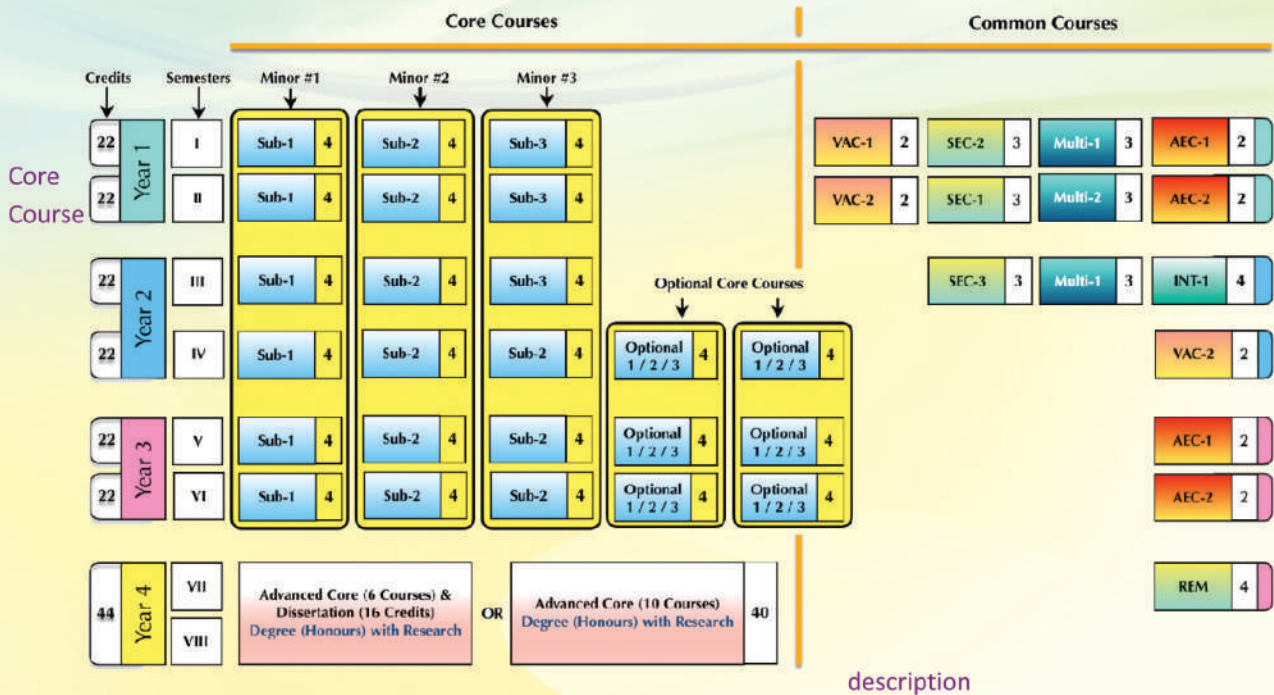 Core Courses
Common Courses
Credits Semesters Minor #1 Minor #2 Minor #3
Core
Course
22 Year 1 I Sub-1 4 Sub-2 4 Sub-3 4 VAC-1 2 SEC-2 3 Multi-1 3 AEC-1 2
22 II Sub-1 4 Sub-2 4 Sub-3 4 VAC-2 2 SEC-1 3 Multi-2 3 AEC-2 2
22 Year 2 III Sub-1 4 Sub-2 4 Sub-3 4 SEC-3 3 Multi-1 3 INT-1 4
Optional Core Courses
22 IV Sub-1 4 Sub-2 4 Sub-3 4 Optional 1 / 2 / 3 4 Optional 1 / 2 / 3 4 VAC-2 2
22 Year 3 V Sub-1 4 Sub-2 4 Sub-2 4 Optional 1 / 2 / 3 4 Optional 1 / 2 / 3 4 AEC-1 2
22 VI Sub-1 4 Sub-2 4 Sub-2 4 Optional 1 / 2 / 3 4 Optional 1 / 2 / 3 4 AEC-2 2
44 Year 4 VII VIII
Advanced Core (6 Courses) &
Dissertation (16 Credits)
Degree (Honours) with Research
OR
Advanced Core (10 Courses)
Degree (Honours) with Research
40
REM 4
description